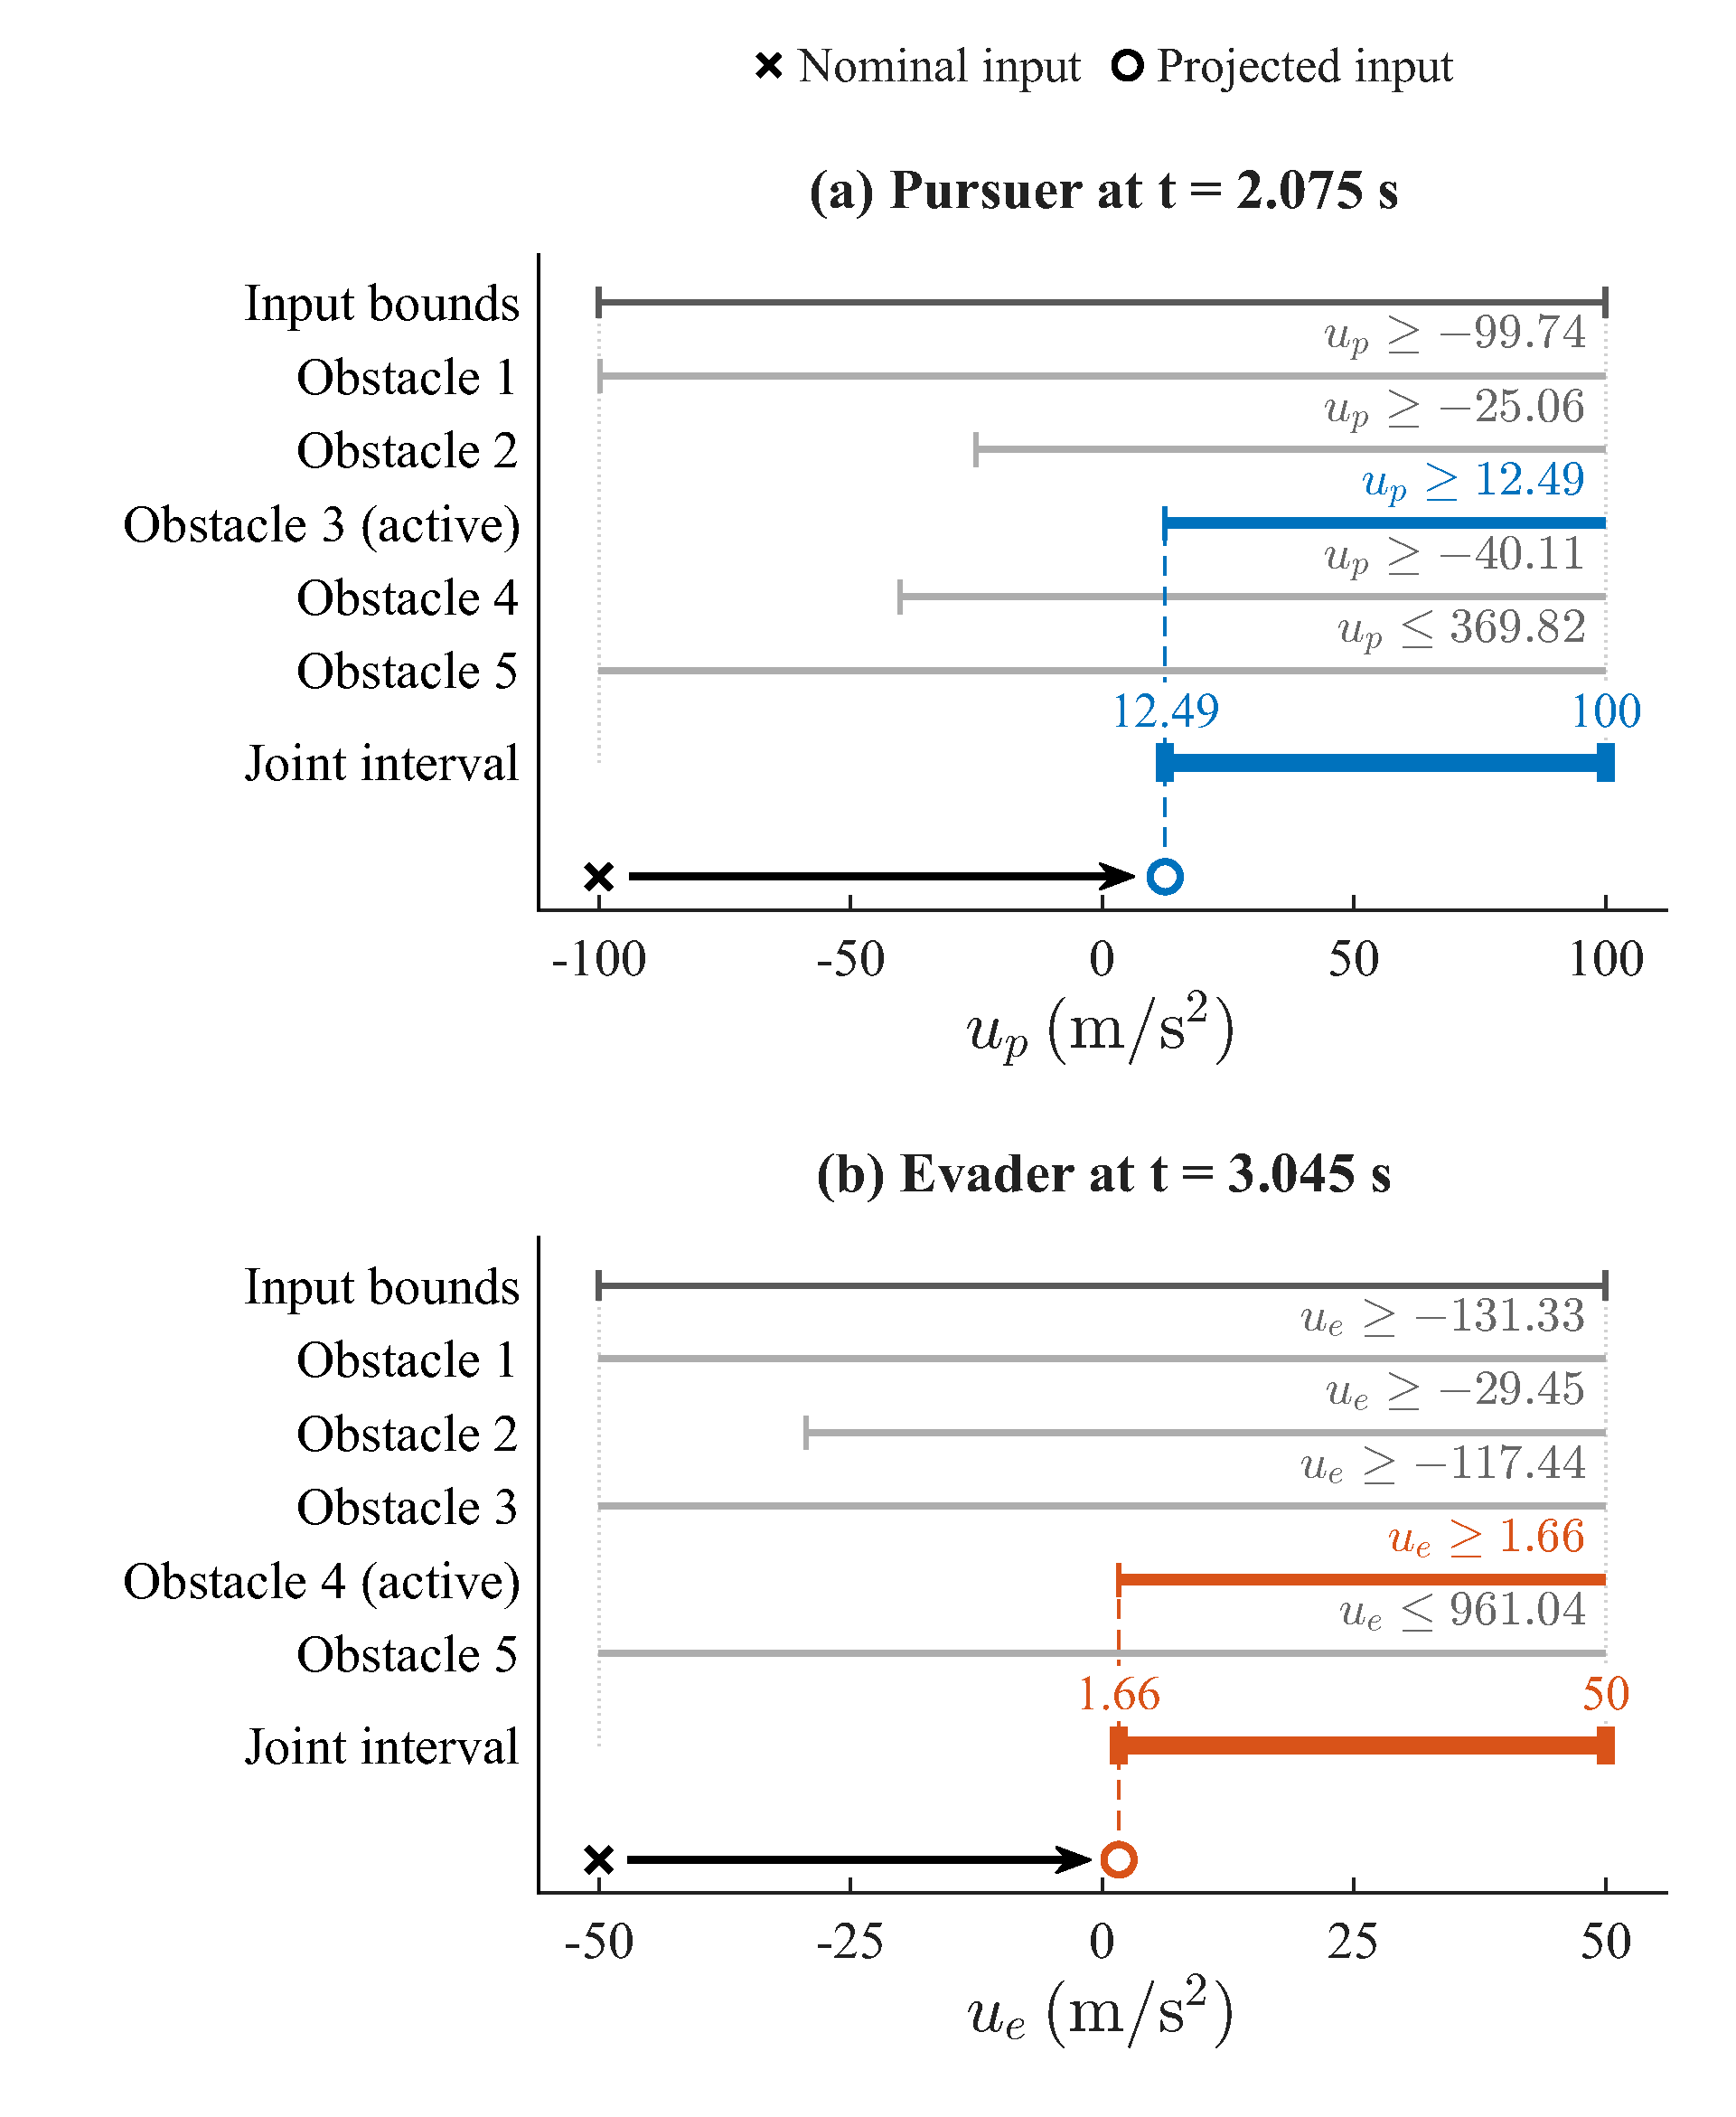 Nominal input Projected input
(a) Pursuer at t = 2.075 s
Input bounds
u_p ≥ −99.74
Obstacle 1
u_p ≥ −25.06
Obstacle 2
u_p ≥ 12.49
Obstacle 3 (active)
u_p ≥ −40.11
Obstacle 4
u_p ≤ 369.82
Obstacle 5
12.49 100
Joint interval
-100 -50 0 50 100
u_p (m/s²)
(b) Evader at t = 3.045 s
Input bounds
u_e ≥ −131.33
Obstacle 1
u_e ≥ −29.45
Obstacle 2
u_e ≥ −117.44
Obstacle 3
u_e ≥ 1.66
Obstacle 4 (active)
u_e ≤ 961.04
Obstacle 5
1.66 50
Joint interval
-50 -25 0 25 50
u_e (m/s²)